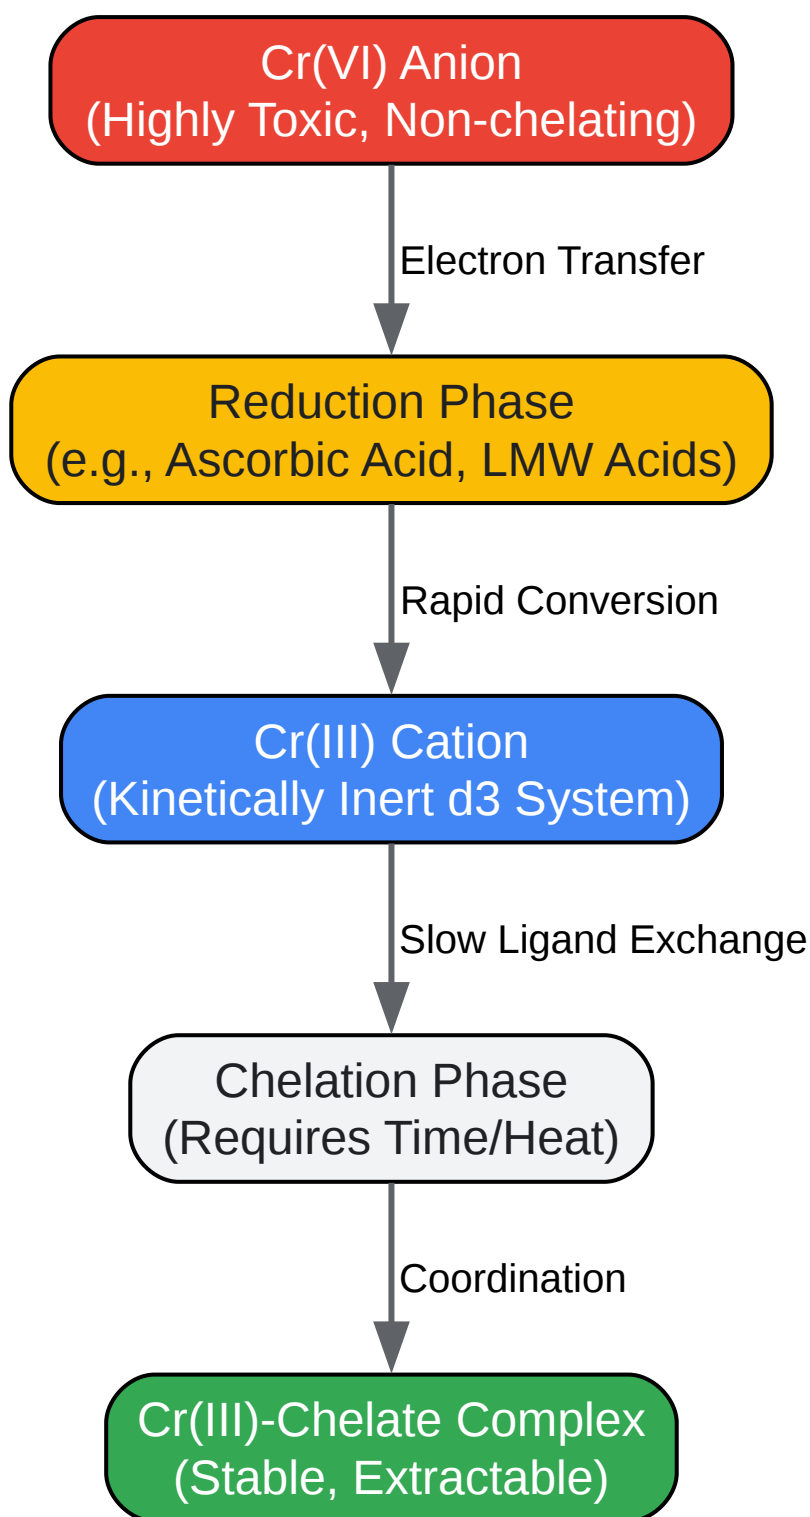 Cr(VI) Anion
(Highly Toxic, Non-chelating)
Electron Transfer
Reduction Phase
(e.g., Ascorbic Acid, LMW Acids)
Rapid Conversion
Cr(III) Cation
(Kinetically Inert d3 System)
Slow Ligand Exchange
Chelation Phase
(Requires Time/Heat)
Coordination
Cr(III)-Chelate Complex
(Stable, Extractable)